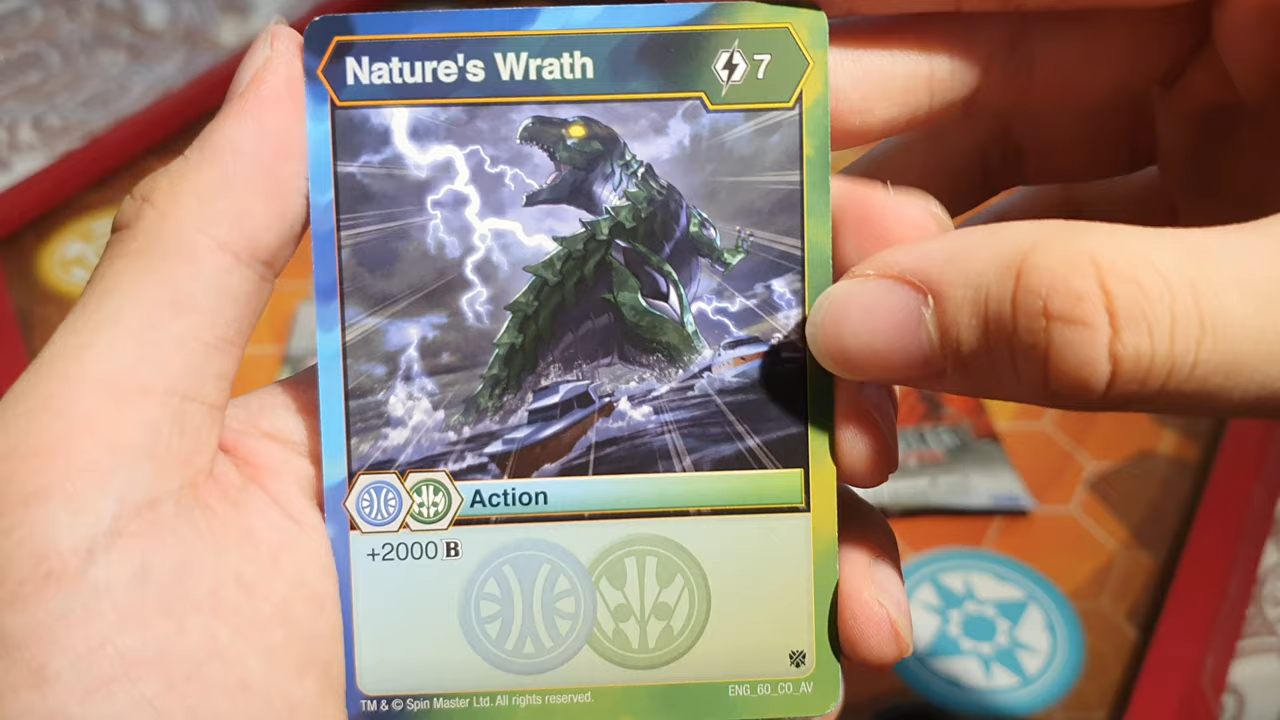 Nature's Wrath
7
Action
+2000 B
TM & © Spin Master Ltd. All rights reserved.
ENG_60_CO_AV